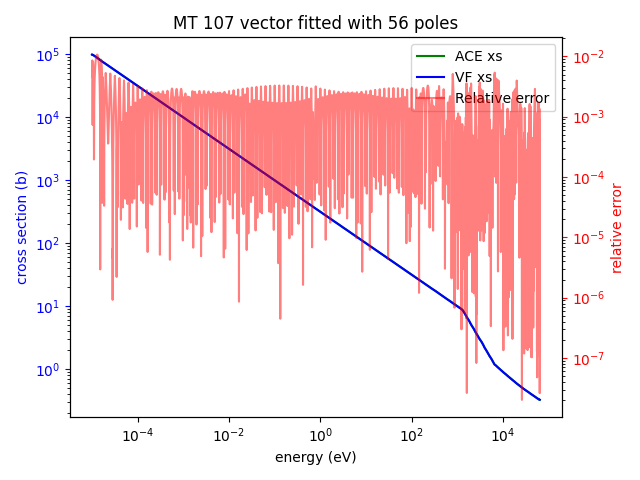 MT 107 vector fitted with 56 poles
ACE xs
VF xs
Relative error
cross section (b)
10^5
10^4
10^3
10^2
10^1
10^0
relative error
10^-2
10^-3
10^-4
10^-5
10^-6
10^-7
10^-4 10^-2 10^0 10^2 10^4
energy (eV)